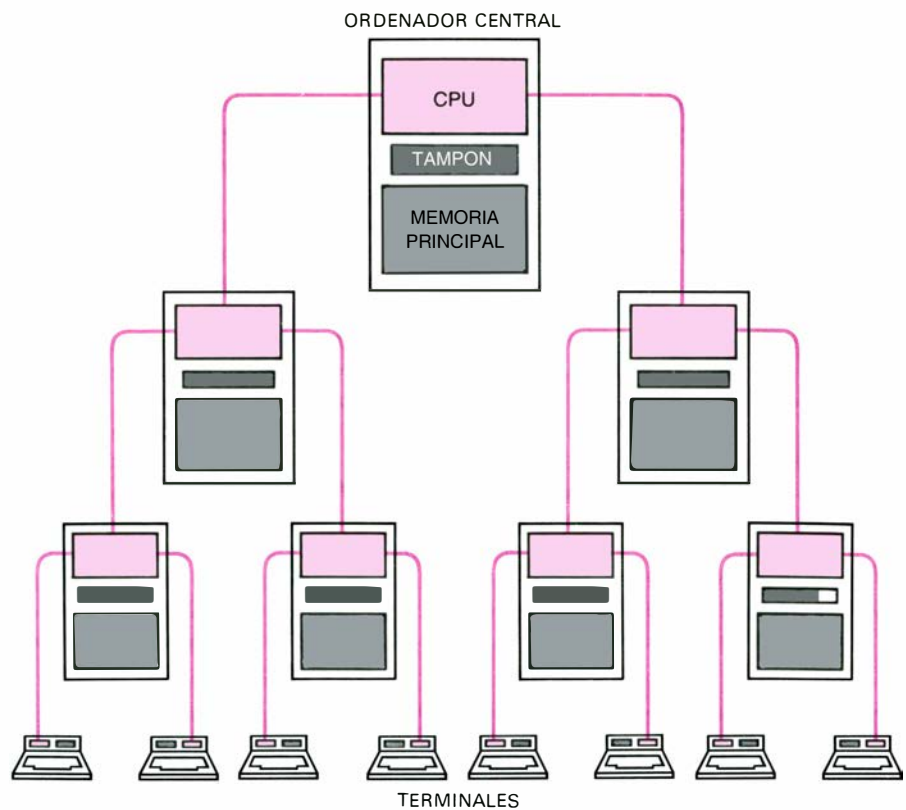 ORDENADOR CENTRAL
CPU
TAMPON
MEMORIA
PRINCIPAL
TERMINALES